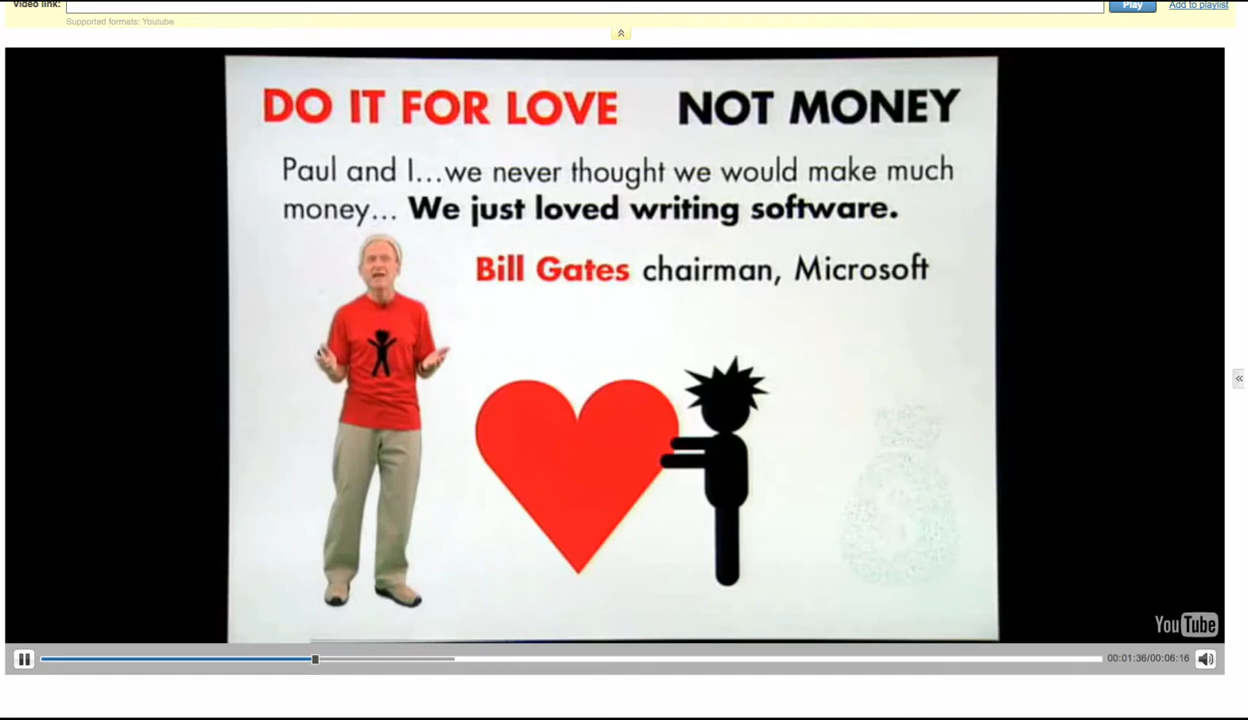 Video link:
Play
Add to playlist
Supported formats: Youtube
DO IT FOR LOVE NOT MONEY
Paul and I...we never thought we would make much
money... We just loved writing software.
Bill Gates chairman, Microsoft
YouTube
00:01:36/00:06:16